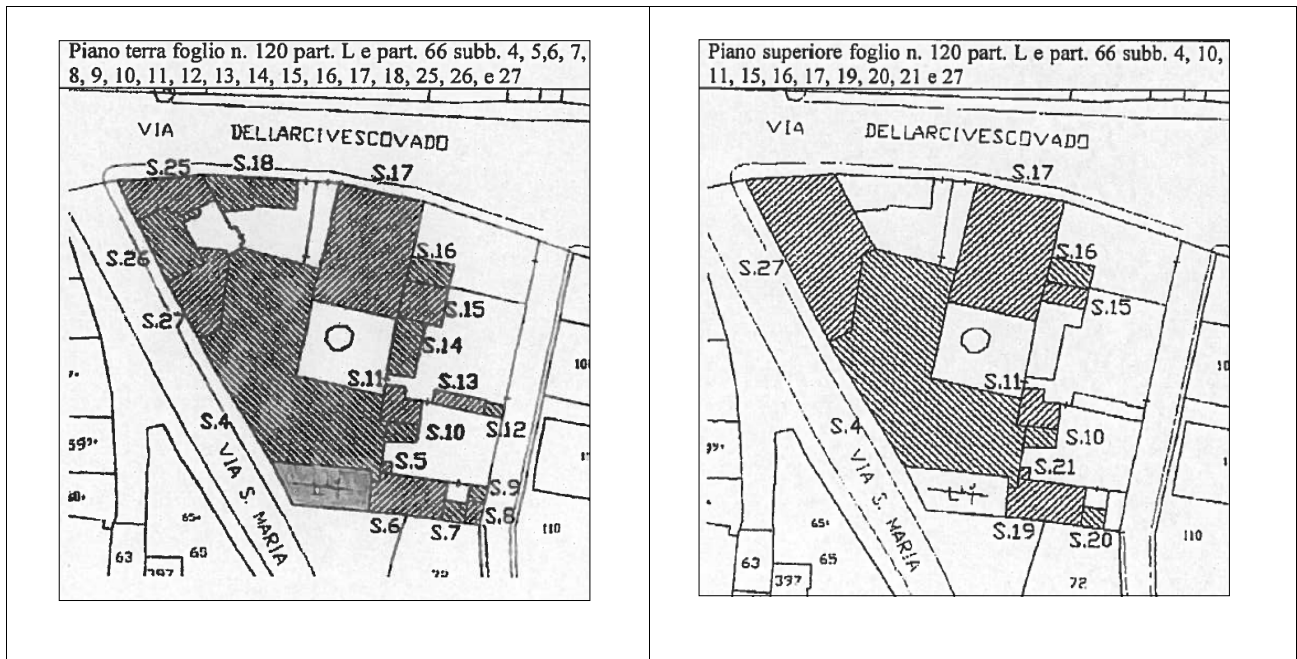 Piano terra foglio n. 120 part. L e part. 66 subb. 4, 5,6, 7,
8, 9, 10, 11, 12, 13, 14, 15, 16, 17, 18, 25, 26, e 27
VIA DELLARCIVESCOVADO
S.25 S.18 S.17
S.16
S.26
S.15
S.27
S.14
S.11 S.13
S.4 S.10 S.12
VIA S. MARIA
S.5
S.9
S.6 S.7 S.8
65
63 397
110
72
Piano superiore foglio n. 120 part. L e part. 66 subb. 4, 10,
11, 15, 16, 17, 19, 20, 21 e 27
VIA DELLARCIVESCOVADO
S.17
S.16
S.27
S.15
S.11
S.4 S.10
VIA S. MARIA
S.21
S.19 S.20
65
63 65 110
397 72